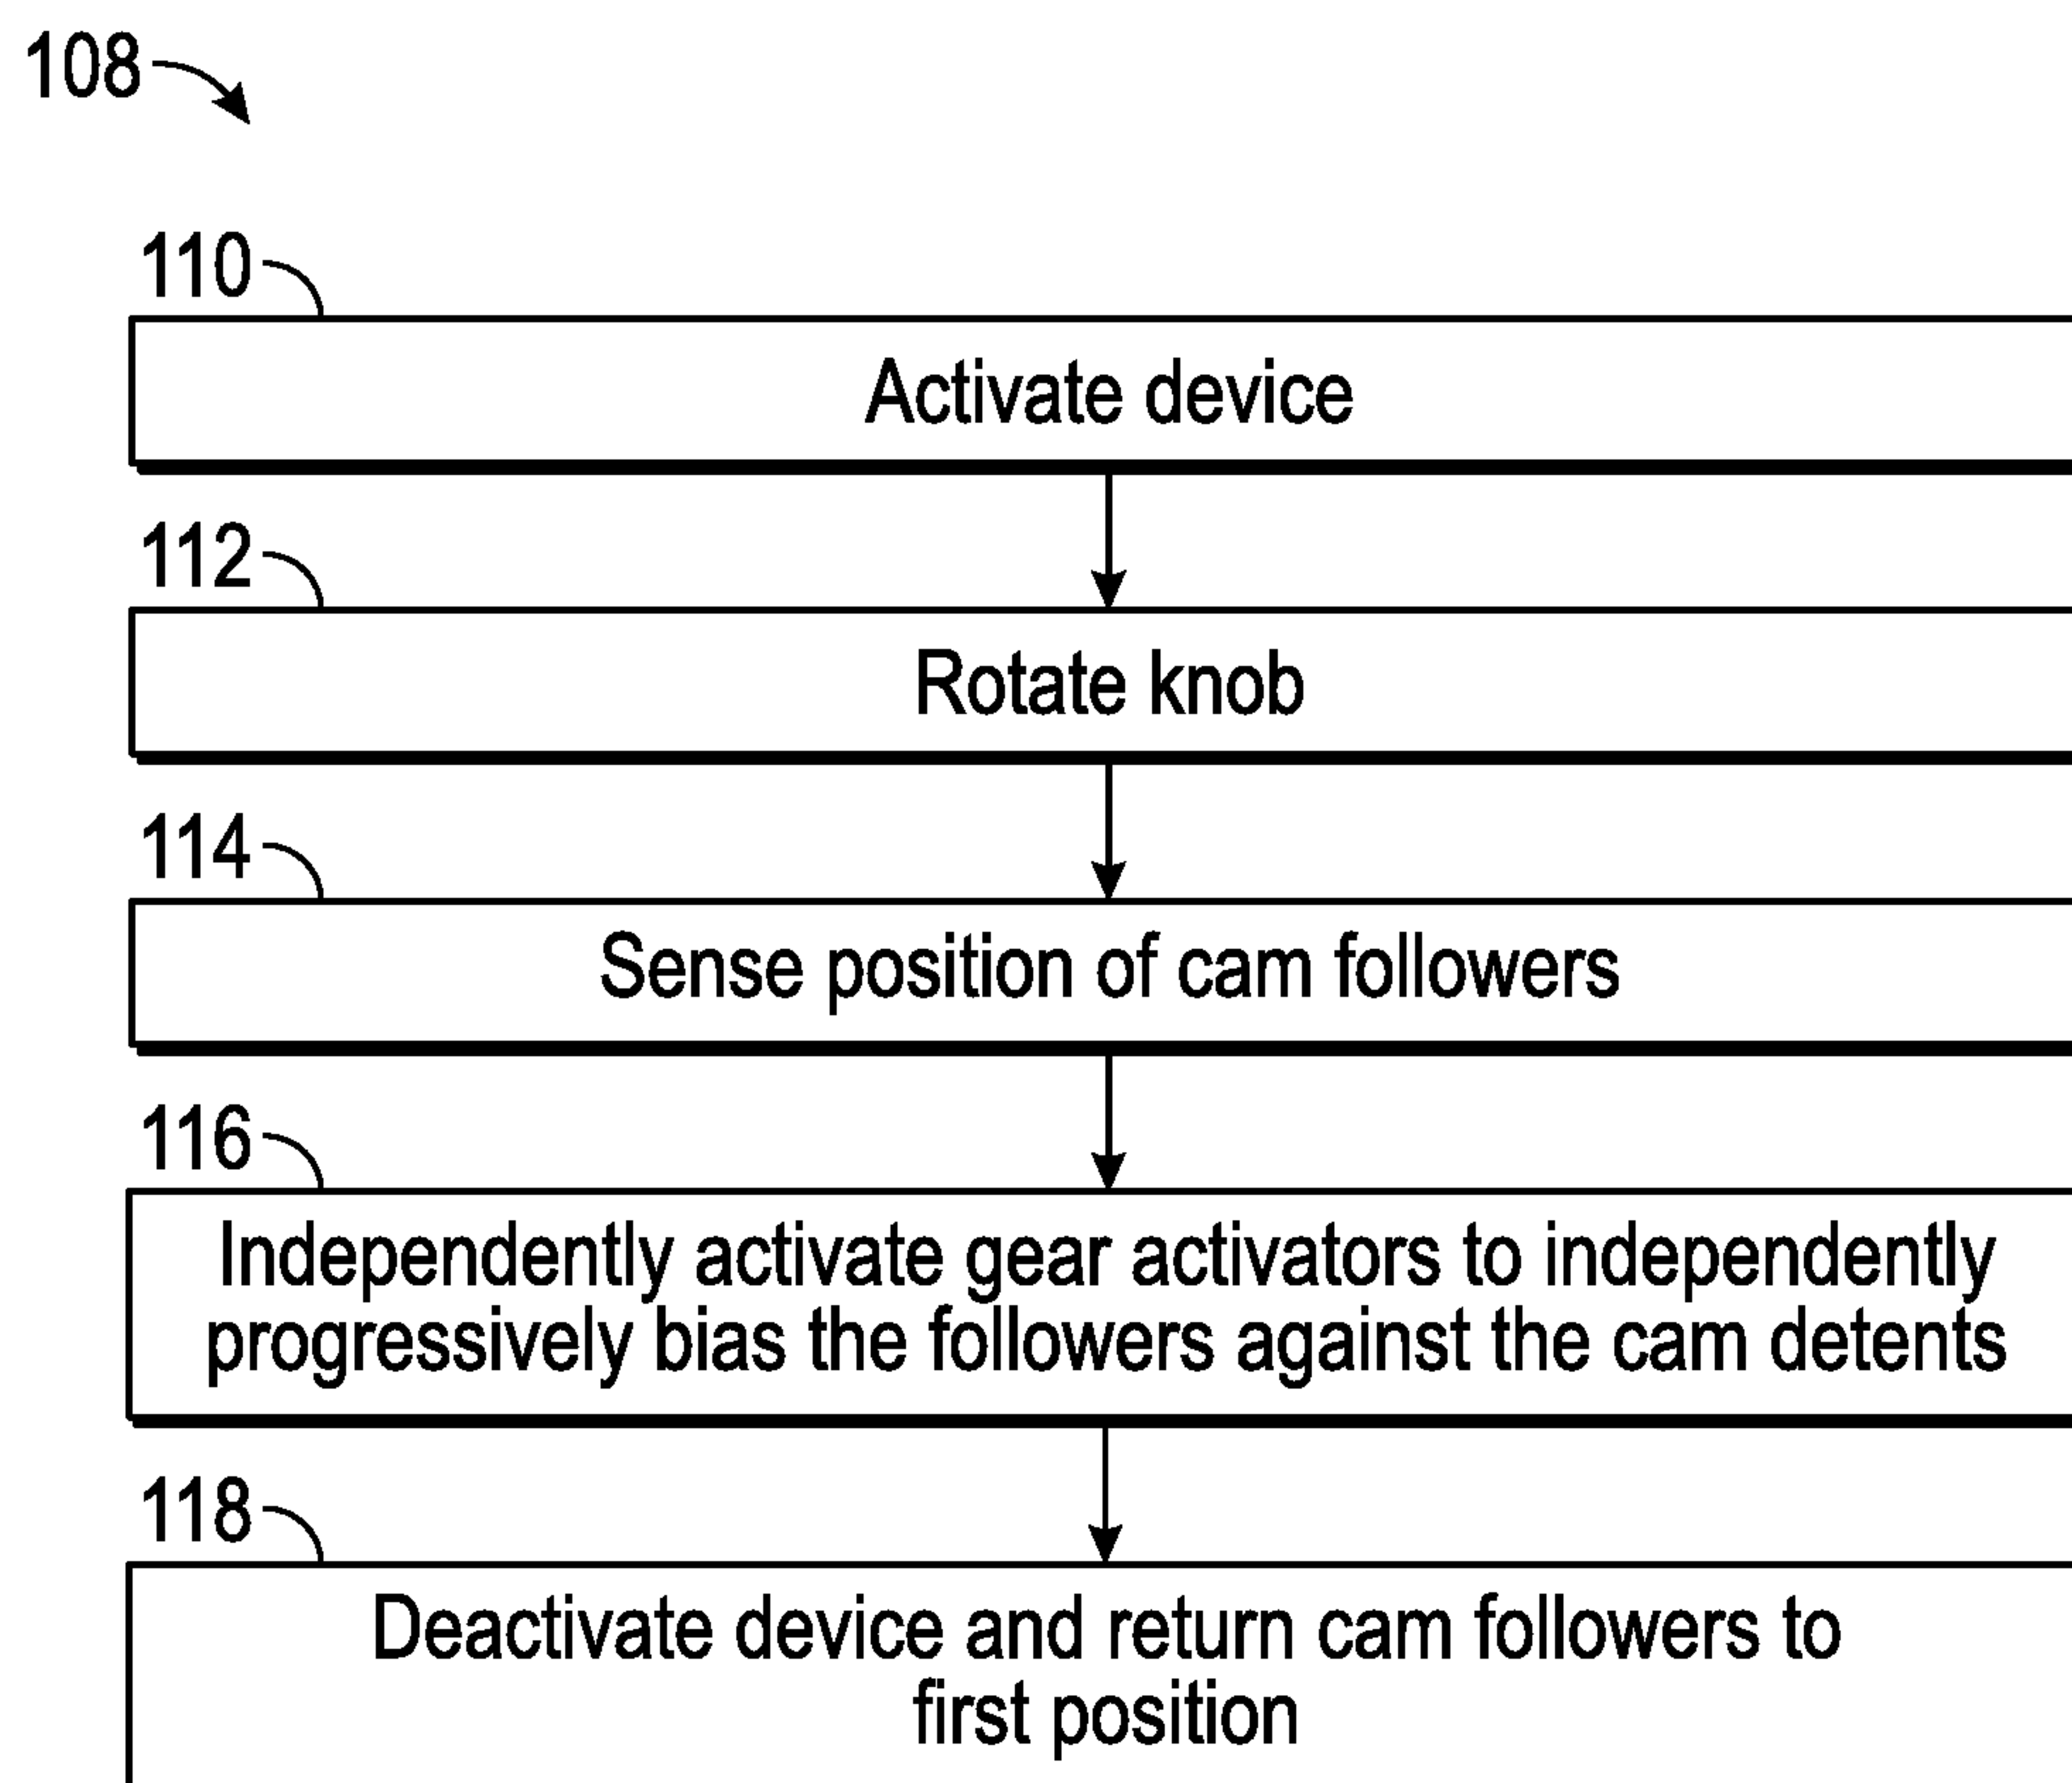 108
110
Activate device
112
Rotate knob
114
Sense position of cam followers
116
Independently activate gear activators to independently
progressively bias the followers against the cam detents
118
Deactivate device and return cam followers to
first position